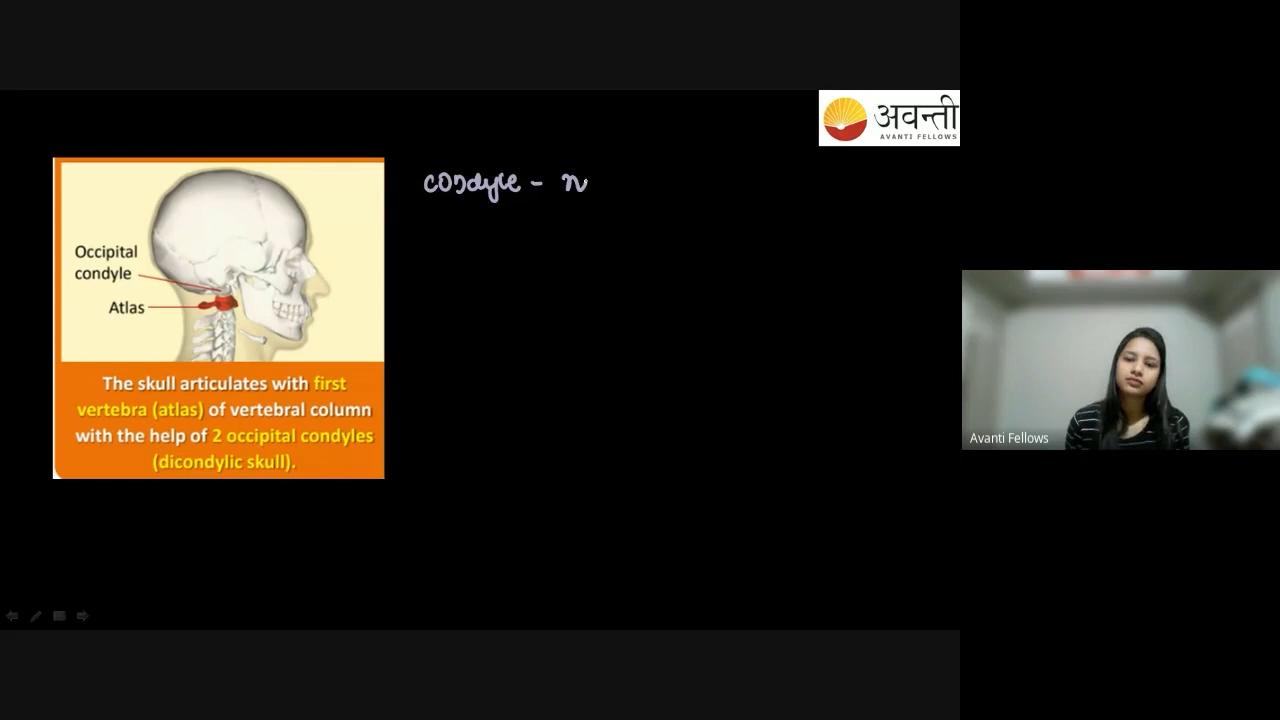 अवन्ती
AVANTI FELLOWS
condyle - n
Occipital
condyle
Atlas
The skull articulates with first
vertebra (atlas) of vertebral column
with the help of 2 occipital condyles
(dicondylic skull).
Avanti Fellows